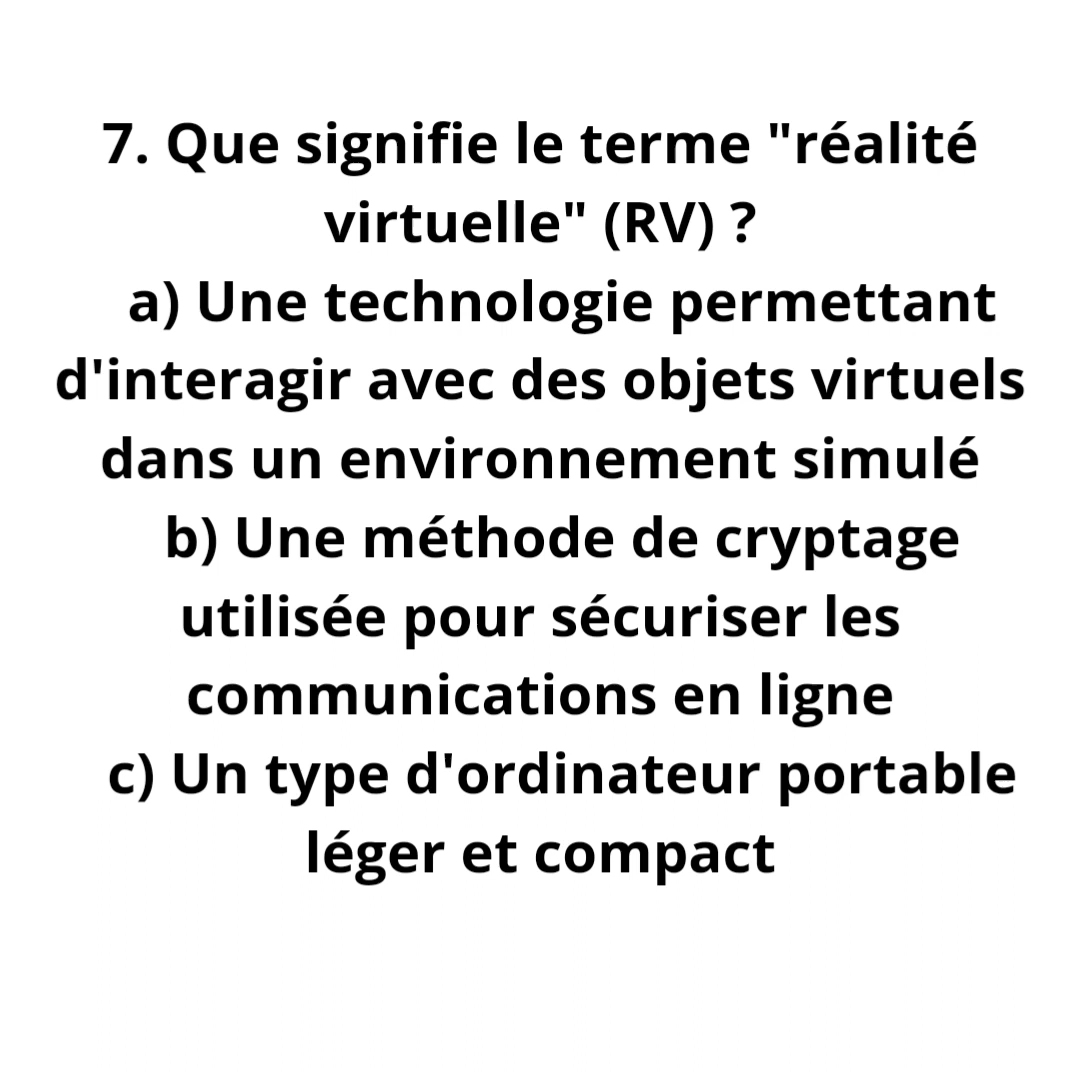 7. Que signifie le terme "réalité
virtuelle" (RV) ?
a) Une technologie permettant
d'interagir avec des objets virtuels
dans un environnement simulé
b) Une méthode de cryptage
utilisée pour sécuriser les
communications en ligne
c) Un type d'ordinateur portable
léger et compact